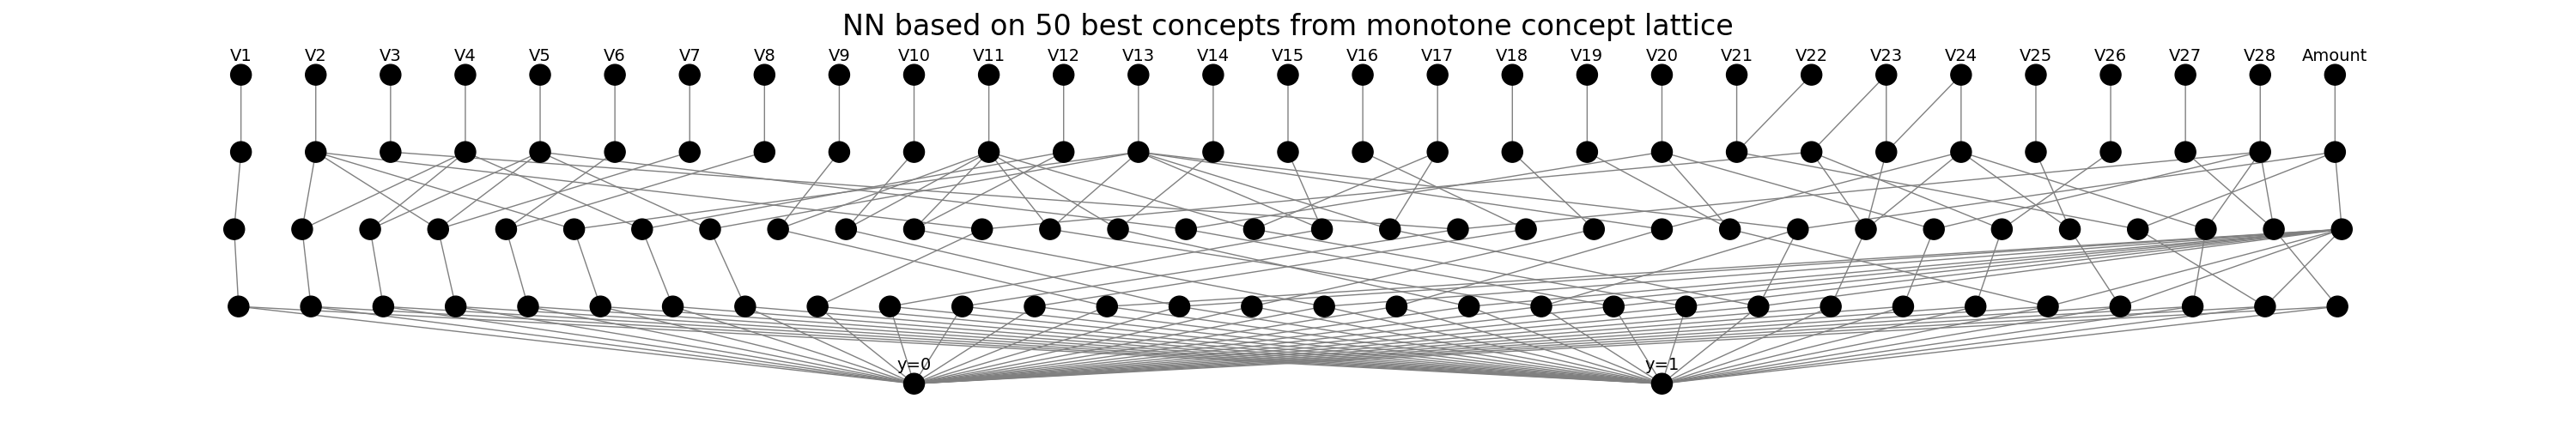 NN based on 50 best concepts from monotone concept lattice
V1 V2 V3 V4 V5 V6 V7 V8 V9 V10 V11 V12 V13 V14 V15 V16 V17 V18 V19 V20 V21 V22 V23 V24 V25 V26 V27 V28 Amount
y=0 y=1